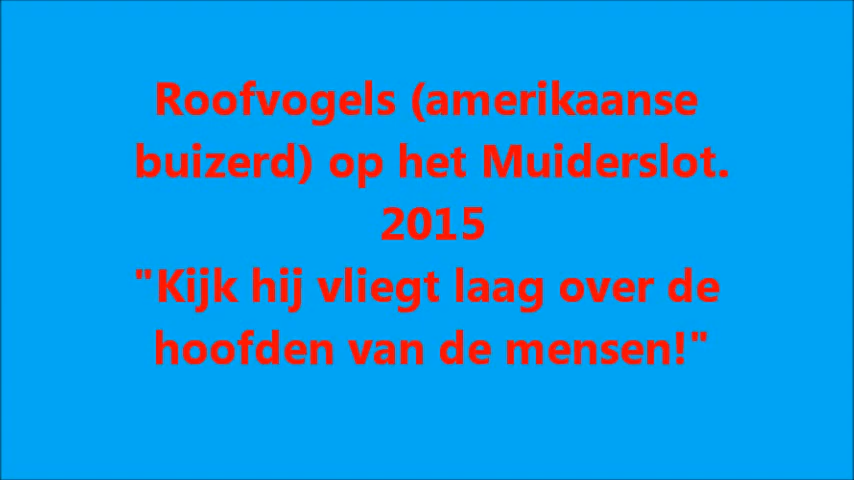 Roofvogels (amerikaanse
buizerd) op het Muiderslot.
2015
"Kijk hij vliegt laag over de
hoofden van de mensen!"